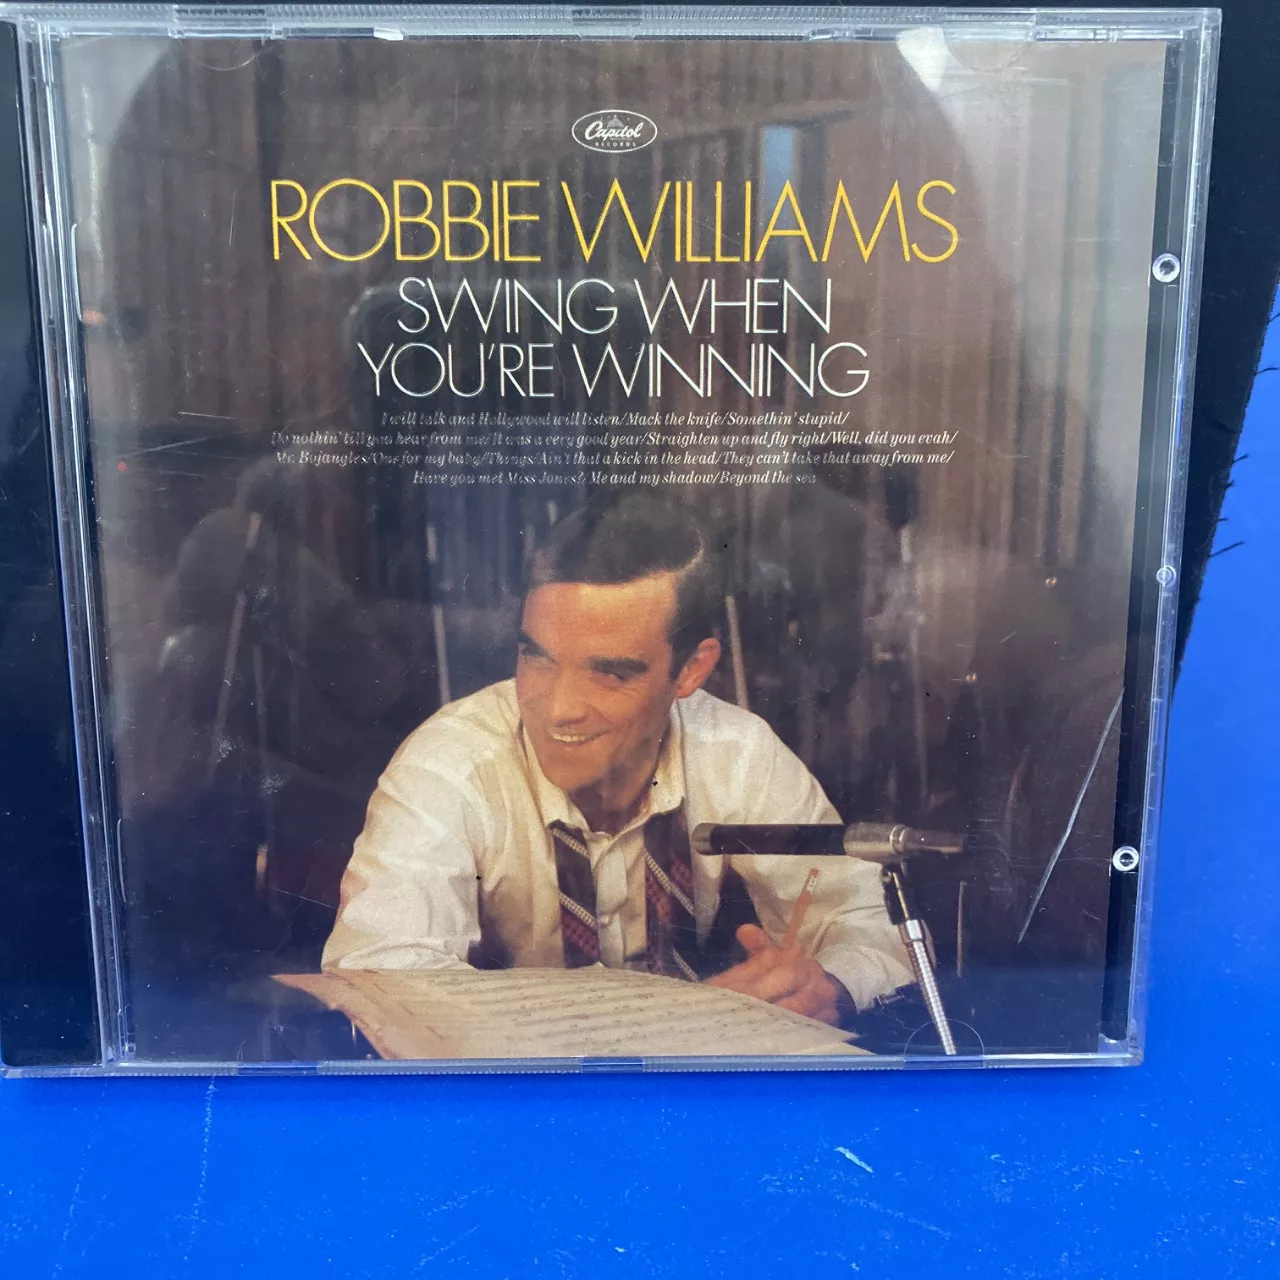 Capitol
RECORDS
ROBBIE WILLIAMS
SWING WHEN
YOU'RE WINNING
I will talk and Hollywood will listen/Mack the knife/Somethin' stupid/
Do nothin' till you hear from me/It was a very good year/Straighten up and fly right/Well, did you evah/
Mr. Bojangles/One for my baby/Things/Ain't that a kick in the head/They can't take that away from me/
Have you met Miss Jones?/Me and my shadow/Beyond the sea